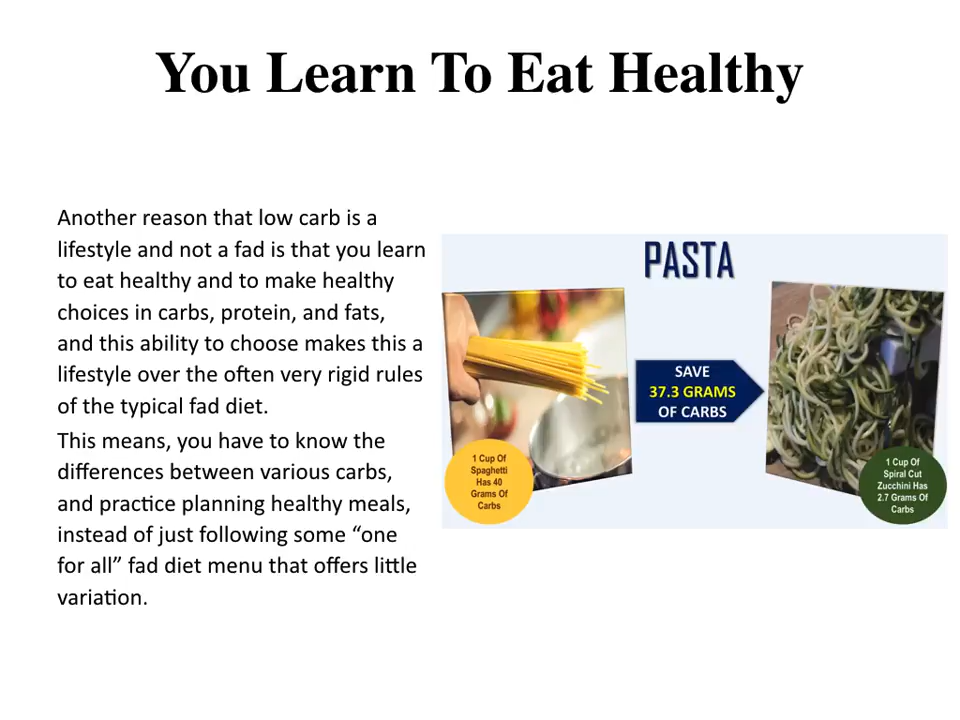 You Learn To Eat Healthy
Another reason that low carb is a
lifestyle and not a fad is that you learn
to eat healthy and to make healthy
choices in carbs, protein, and fats,
and this ability to choose makes this a
lifestyle over the often very rigid rules
of the typical fad diet.
This means, you have to know the
differences between various carbs,
and practice planning healthy meals,
instead of just following some “one
for all” fad diet menu that offers little
variation.
PASTA
1 Cup Of
Spaghetti
Has 40
Grams Of
Carbs
SAVE
37.3 GRAMS
OF CARBS
1 Cup Of
Spiral Cut
Zucchini Has
2.7 Grams Of
Carbs